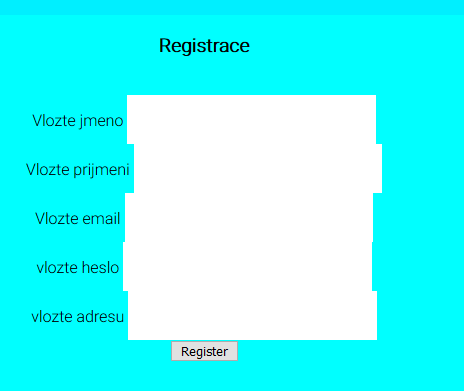 Registrace
Vlozte jmeno
Vlozte prijmeni
Vlozte email
vlozte heslo
vlozte adresu
Register